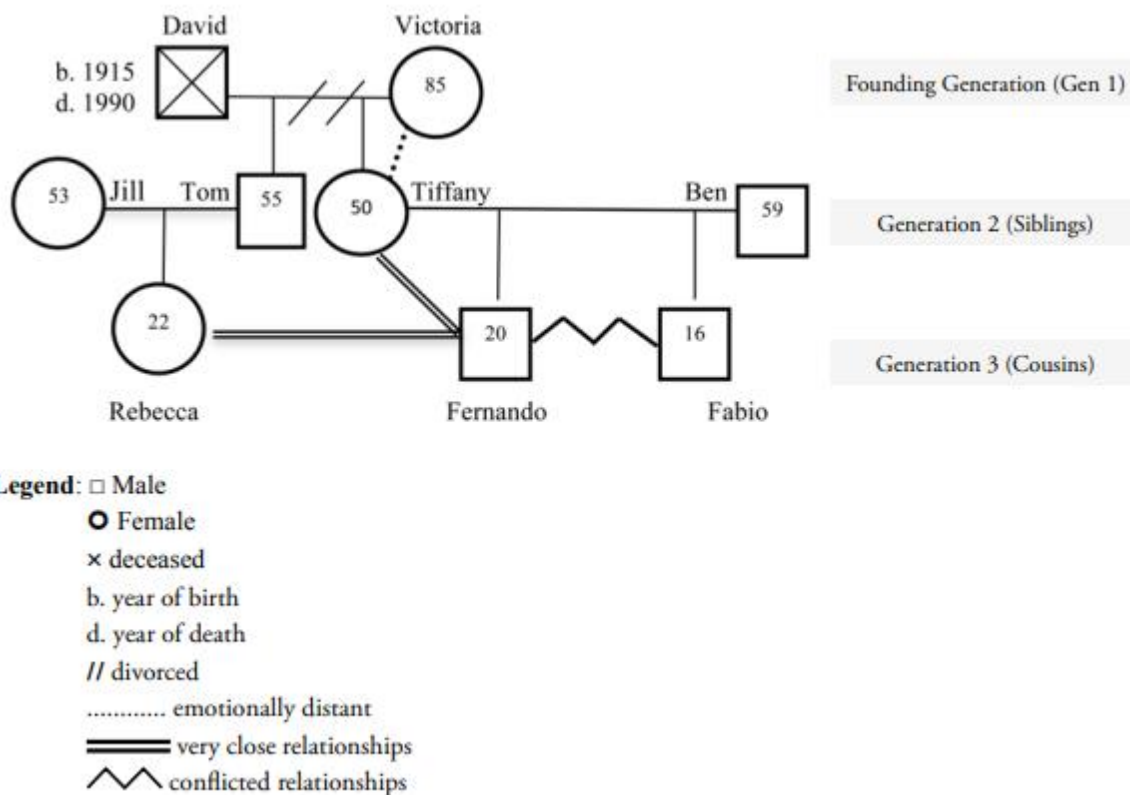 David Victoria
b. 1915
d. 1990
85
Founding Generation (Gen 1)
53 Jill Tom 55 50 Tiffany Ben 59
Generation 2 (Siblings)
22 20 16
Generation 3 (Cousins)
Rebecca Fernando Fabio
Legend: □ Male
O Female
× deceased
b. year of birth
d. year of death
// divorced
............ emotionally distant
very close relationships
conflicted relationships